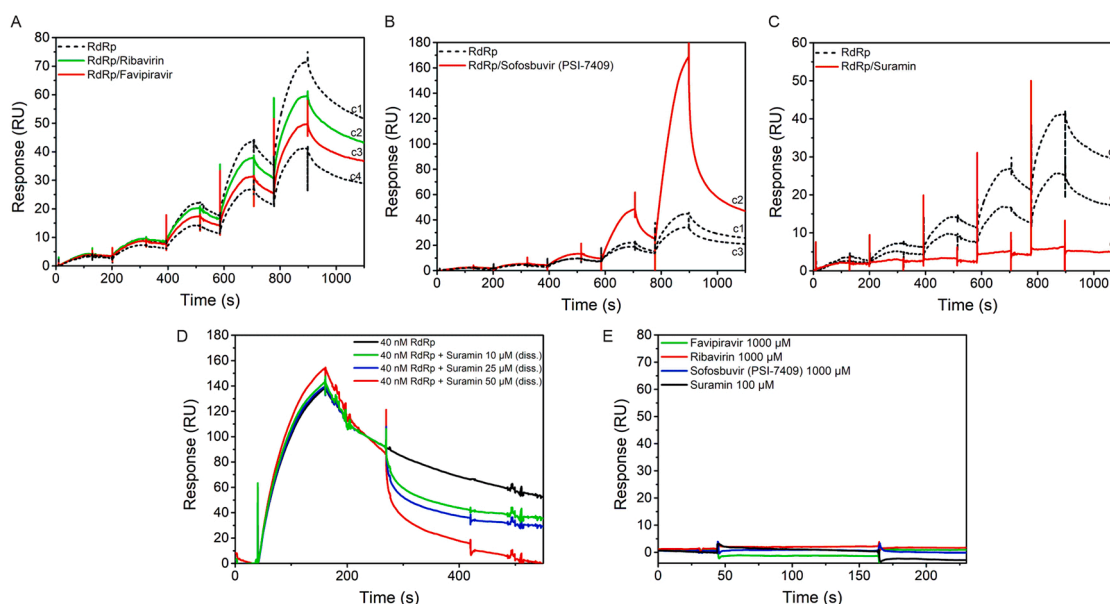 A
RdRp
RdRp/Ribavirin
RdRp/Favipiravir
Response (RU)
80
70
60
50
40
30
20
10
0
c1
c2
c3
c4
0 200 400 600 800 1000
Time (s)
B
RdRp
RdRp/Sofosbuvir (PSI-7409)
Response (RU)
180
160
140
120
100
80
60
40
20
0
c2
c1
c3
0 200 400 600 800 1000
Time (s)
C
RdRp
RdRp/Suramin
Response (RU)
60
50
40
30
20
10
0
0 200 400 600 800 1000
Time (s)
D
40 nM RdRp
40 nM RdRp + Suramin 10 µM (diss.)
40 nM RdRp + Suramin 25 µM (diss.)
40 nM RdRp + Suramin 50 µM (diss.)
Response (RU)
180
160
140
120
100
80
60
40
20
0
0 200 400
Time (s)
E
Favipiravir 1000 µM
Ribavirin 1000 µM
Sofosbuvir (PSI-7409) 1000 µM
Suramin 100 µM
Response (RU)
80
70
60
50
40
30
20
10
0
0 50 100 150 200
Time (s)